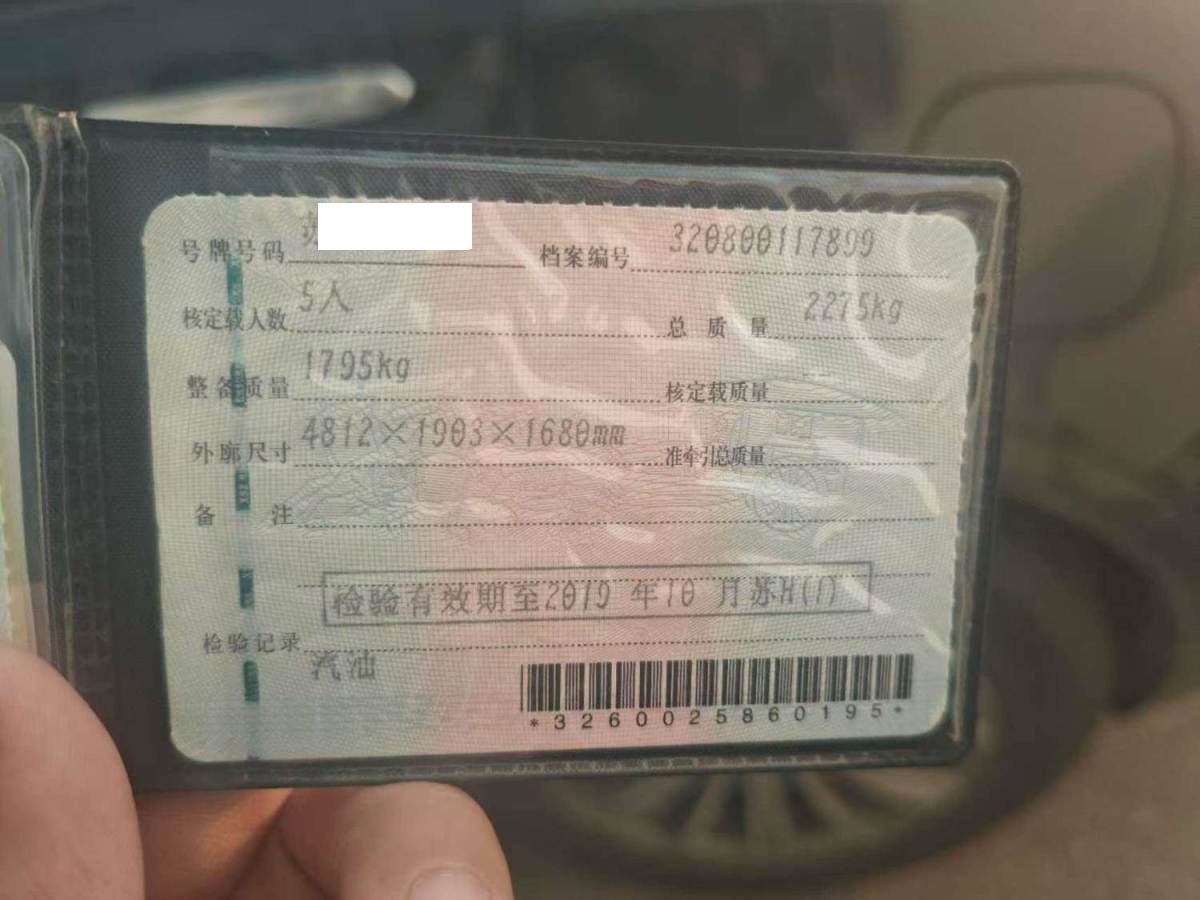 号牌号码 苏 档案编号 320800117899
核定载人数 5人 总质量 2275kg
整备质量 1795kg 核定载质量
外廓尺寸 4812×1903×1680mm 准牵引总质量
备注
检验有效期至2019年10月苏H(1)
检验记录
汽油
*3260025860195*